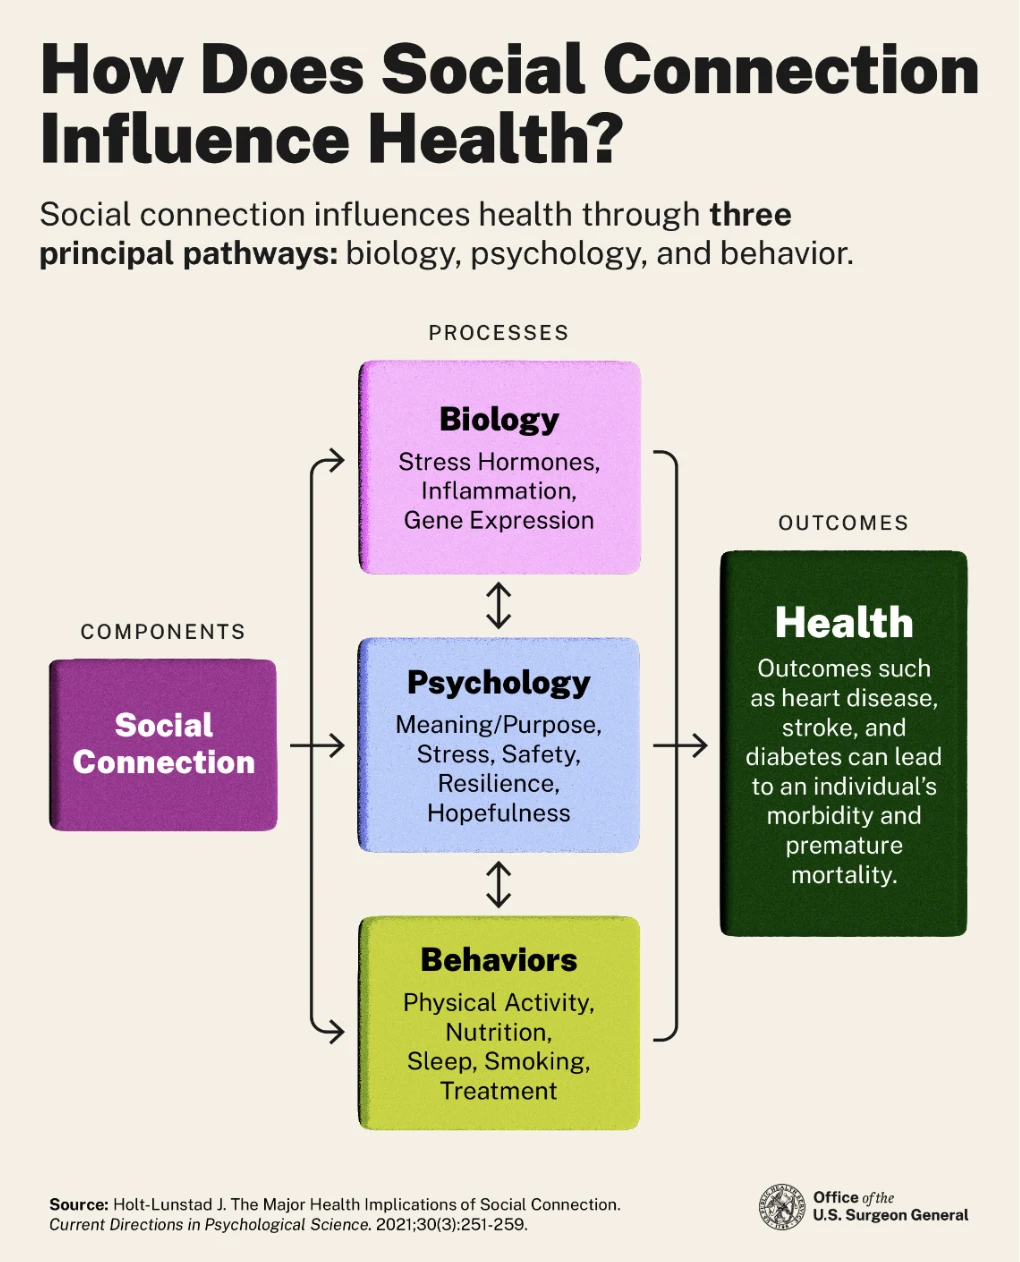 How Does Social Connection
Influence Health?
Social connection influences health through three
principal pathways: biology, psychology, and behavior.
PROCESSES
Biology
Stress Hormones,
Inflammation,
Gene Expression
OUTCOMES
Health
Outcomes such
as heart disease,
stroke, and
diabetes can lead
to an individual’s
morbidity and
premature
mortality.
COMPONENTS
Social
Connection
Psychology
Meaning/Purpose,
Stress, Safety,
Resilience,
Hopefulness
Behaviors
Physical Activity,
Nutrition,
Sleep, Smoking,
Treatment
Source: Holt-Lunstad J. The Major Health Implications of Social Connection.
Current Directions in Psychological Science. 2021;30(3):251-259.
Office of the
U.S. Surgeon General